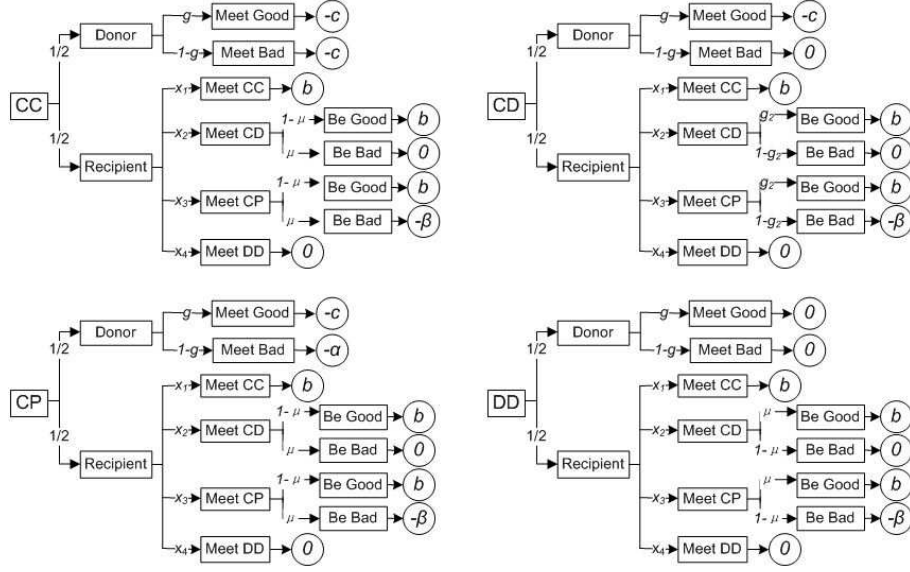 CC
1/2
1/2
Donor
g Meet Good -c
1-g Meet Bad -c
Recipient
x₁ Meet CC b
x₂ Meet CD
1-μ Be Good b
μ Be Bad 0
x₃ Meet CP
1-μ Be Good b
μ Be Bad -β
x₄ Meet DD 0
CD
1/2
1/2
Donor
g Meet Good -c
1-g Meet Bad 0
Recipient
x₁ Meet CC b
x₂ Meet CD
g₂ Be Good b
1-g₂ Be Bad 0
x₃ Meet CP
g₂ Be Good b
1-g₂ Be Bad -β
x₄ Meet DD 0
CP
1/2
1/2
Donor
g Meet Good -c
1-g Meet Bad -α
Recipient
x₁ Meet CC b
x₂ Meet CD
1-μ Be Good b
μ Be Bad 0
x₃ Meet CP
1-μ Be Good b
μ Be Bad -β
x₄ Meet DD 0
DD
1/2
1/2
Donor
g Meet Good 0
1-g Meet Bad 0
Recipient
x₁ Meet CC b
x₂ Meet CD
μ Be Good b
1-μ Be Bad 0
x₃ Meet CP
μ Be Good b
1-μ Be Bad -β
x₄ Meet DD 0